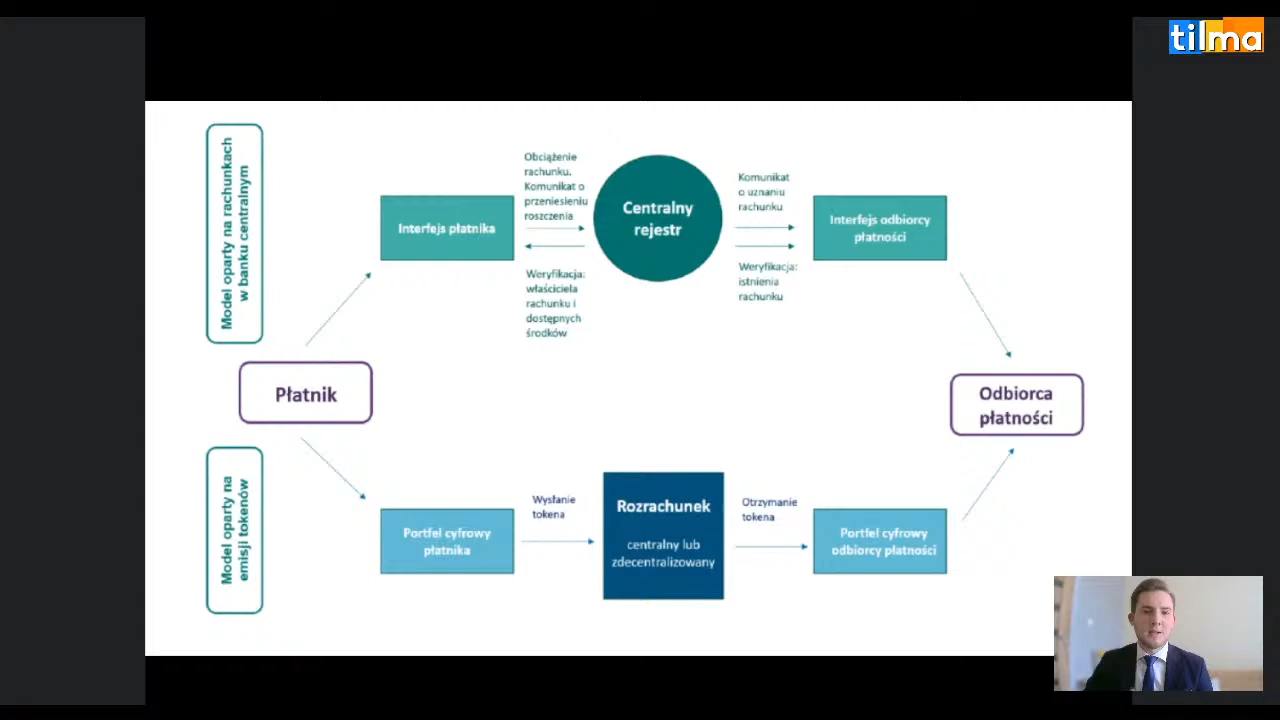 tilma
Model oparty na rachunkach
w banku centralnym
Obciążenie
rachunku.
Komunikat o
przeniesieniu
roszczenia
Interfejs płatnika
Weryfikacja:
właściciela
rachunku i
dostępnych
środków
Centralny
rejestr
Komunikat
o uznaniu
rachunku
Weryfikacja:
istnienia
rachunku
Interfejs odbiorcy
płatności
Płatnik
Odbiorca
płatności
Model oparty na
emisji tokenów
Portfel cyfrowy
płatnika
Wysłanie
tokena
Rozrachunek
centralny lub
zdecentralizowany
Otrzymanie
tokena
Portfel cyfrowy
odbiorcy płatności